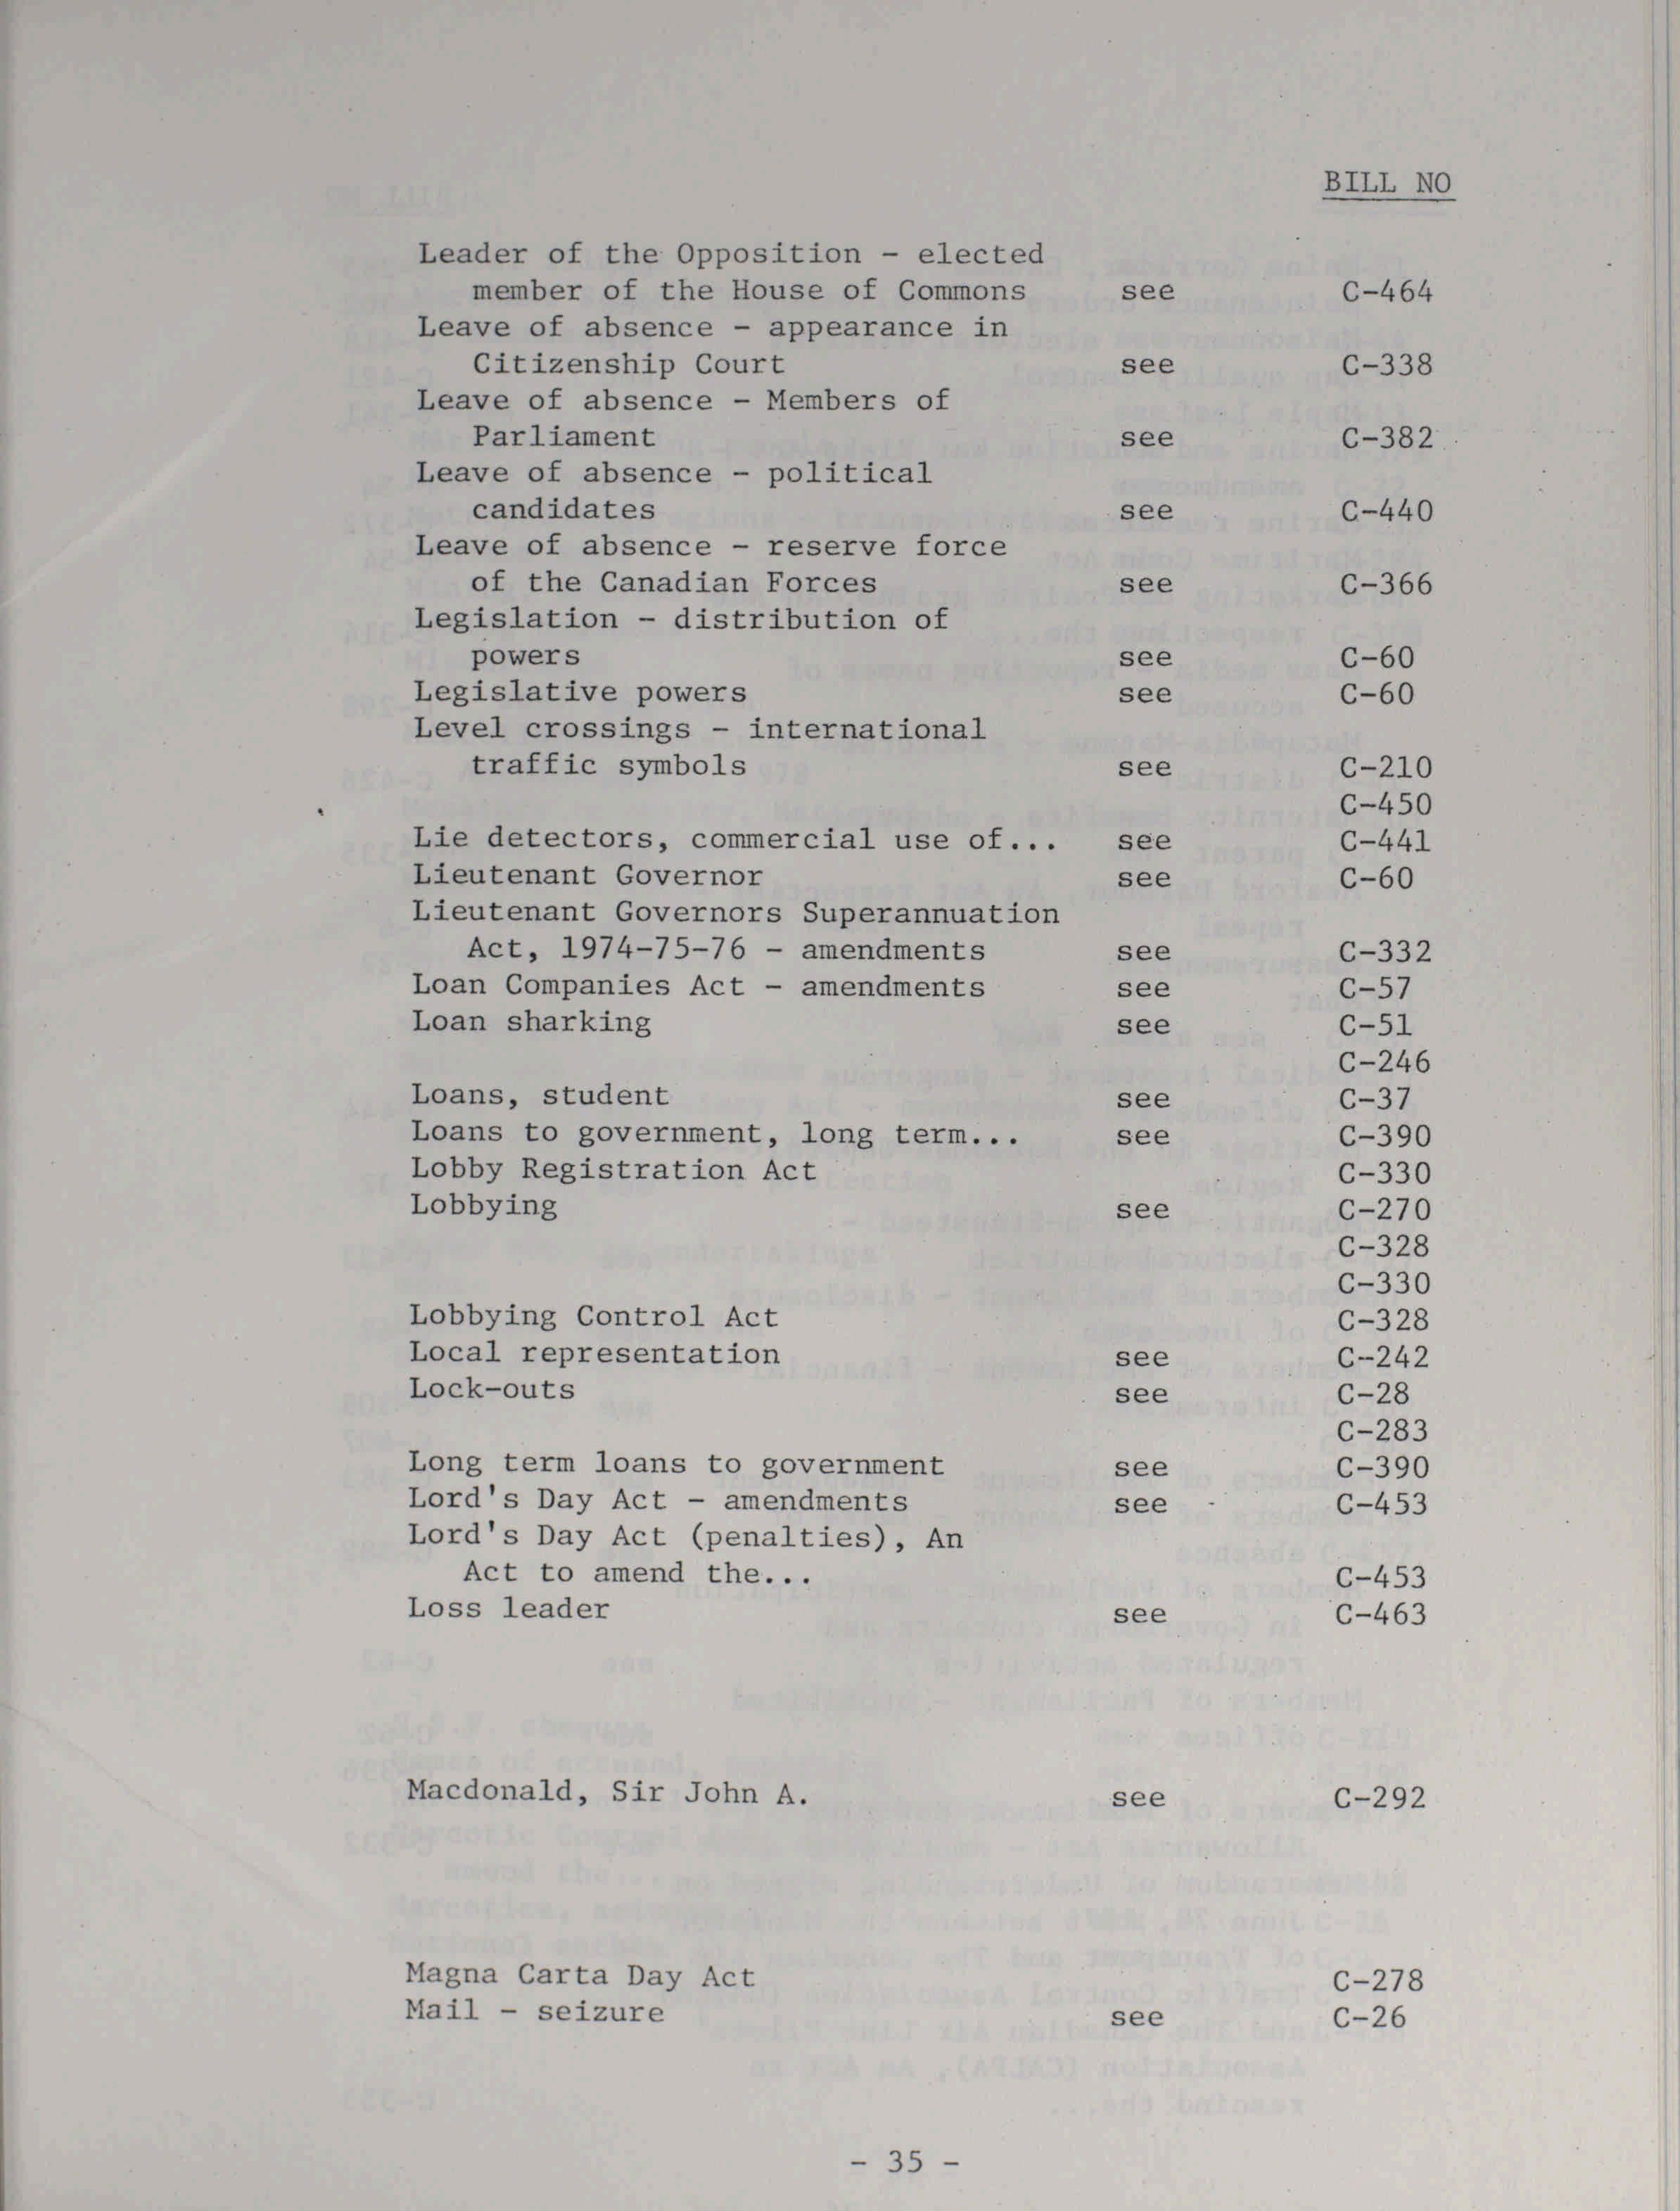 BILL NO
Leader of the Opposition - elected
member of the House of Commons see C-464
Leave of absence - appearance in
Citizenship Court see C-338
Leave of absence - Members of
Parliament see C-382
Leave of absence - political
candidates see C-440
Leave of absence - reserve force
of the Canadian Forces see C-366
Legislation - distribution of
powers see C-60
Legislative powers see C-60
Level crossings - international
traffic symbols see C-210
C-450
Lie detectors, commercial use of... see C-441
Lieutenant Governor see C-60
Lieutenant Governors Superannuation
Act, 1974-75-76 - amendments see C-332
Loan Companies Act - amendments see C-57
Loan sharking see C-51
C-246
Loans, student see C-37
Loans to government, long term... see C-390
Lobby Registration Act C-330
Lobbying see C-270
C-328
C-330
Lobbying Control Act C-328
Local representation see C--242
Lock-outs see C-28
C-283
Long term loans to government see C-390
Lord's Day Act - amendments see C-453
Lord's Day Act (penalties), An
Act to amend the... C-453
Loss leader see C-463
Macdonald, Sir John A. see C-292
Magna Carta Day Act C-278
Mail - seizure see C-26
- 35 -